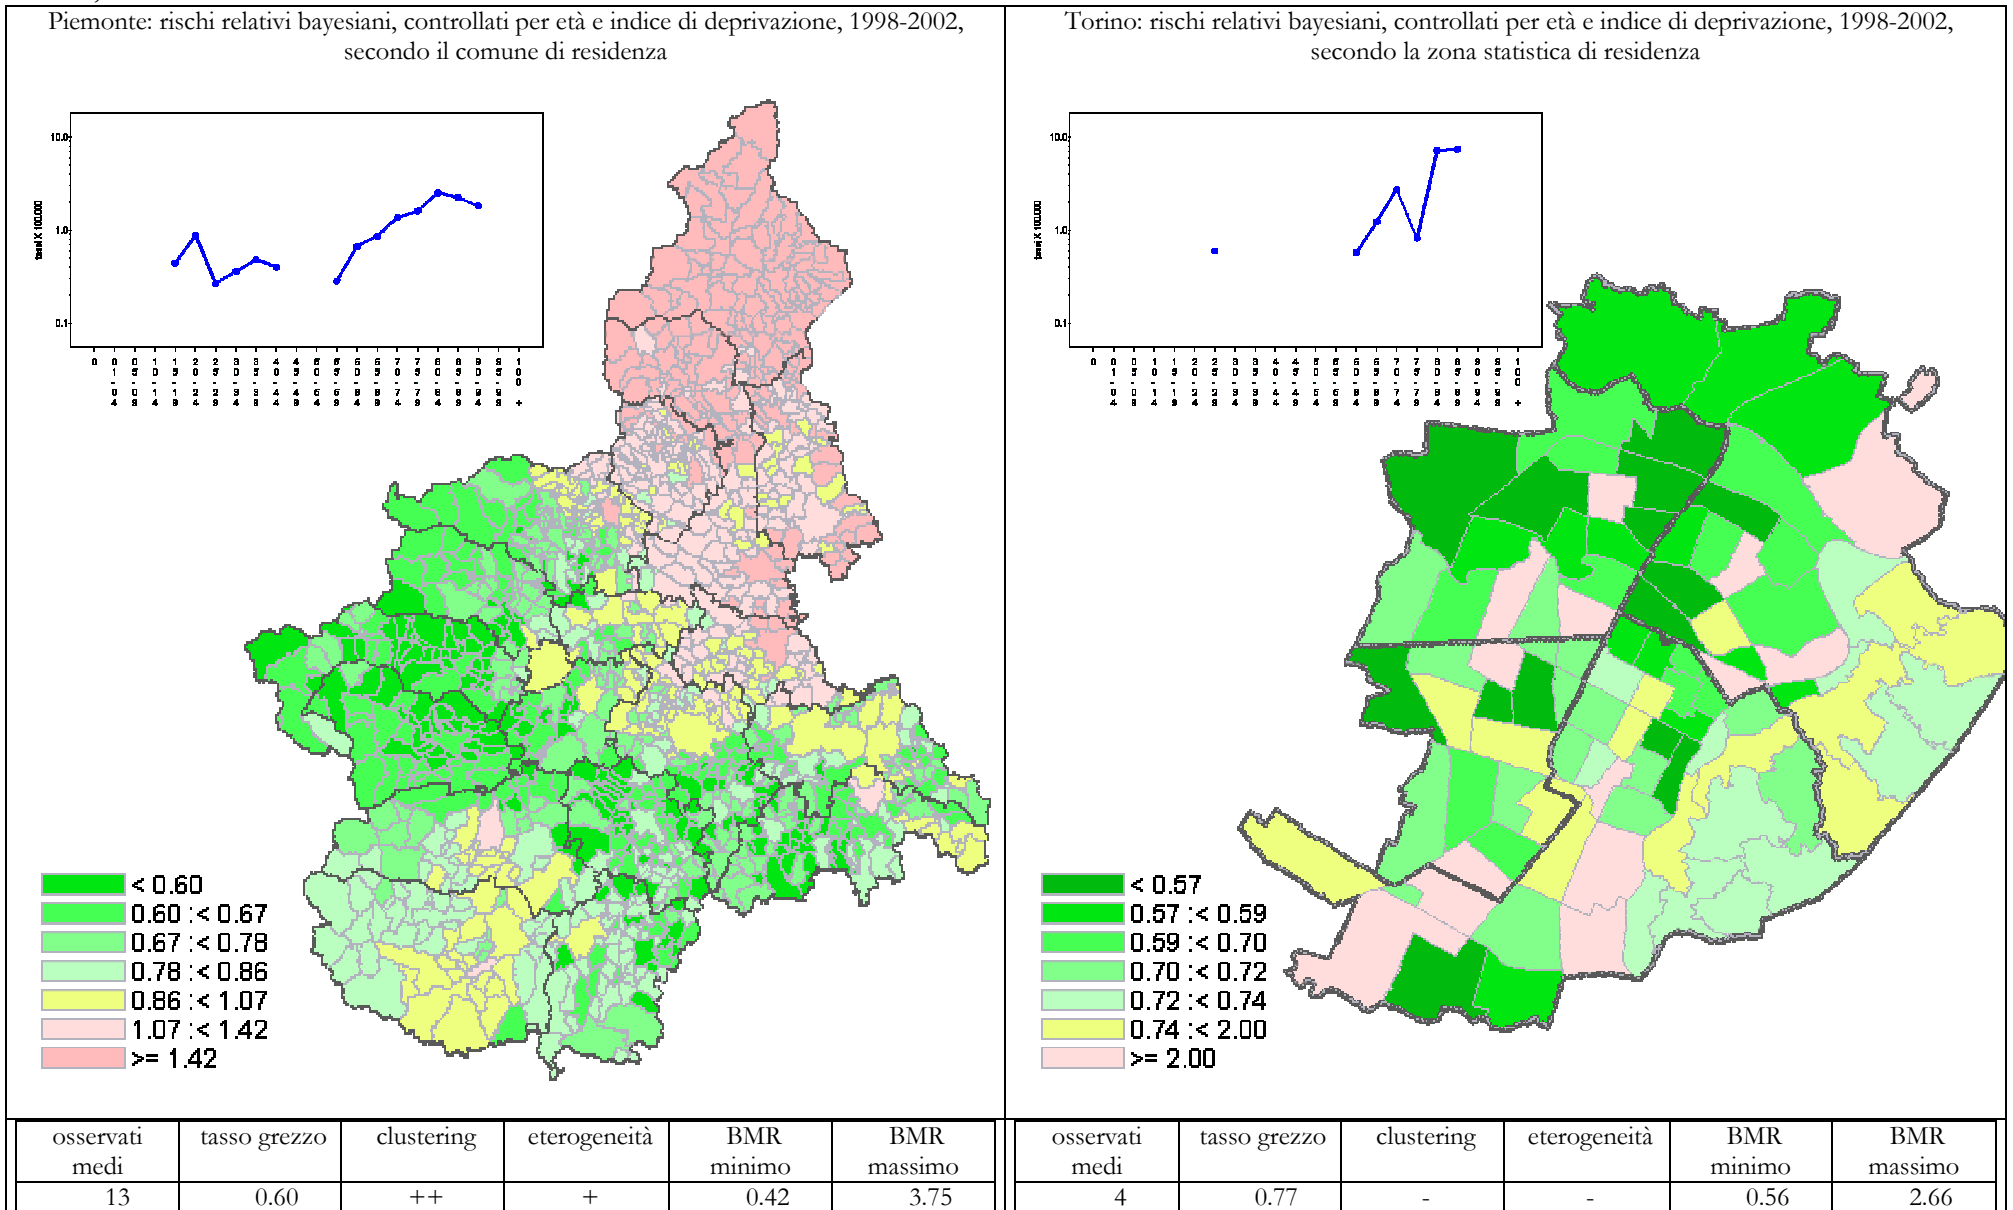 Piemonte: rischi relativi bayesiani, controllati per età e indice di deprivazione, 1998-2002,
secondo il comune di residenza
tassi X 100,000
10.0
1.0
0.1
< 0.60
0.60 :< 0.67
0.67 :< 0.78
0.78 :< 0.86
0.86 :< 1.07
1.07 :< 1.42
>= 1.42
osservati medi tasso grezzo clustering eterogeneità BMR minimo BMR massimo
13 0.60 ++ + 0.42 3.75
Torino: rischi relativi bayesiani, controllati per età e indice di deprivazione, 1998-2002,
secondo la zona statistica di residenza
tassi X 100,000
10.0
1.0
0.1
< 0.57
0.57 :< 0.59
0.59 :< 0.70
0.70 :< 0.72
0.72 :< 0.74
0.74 :< 2.00
>= 2.00
osservati medi tasso grezzo clustering eterogeneità BMR minimo BMR massimo
4 0.77 - - 0.56 2.66